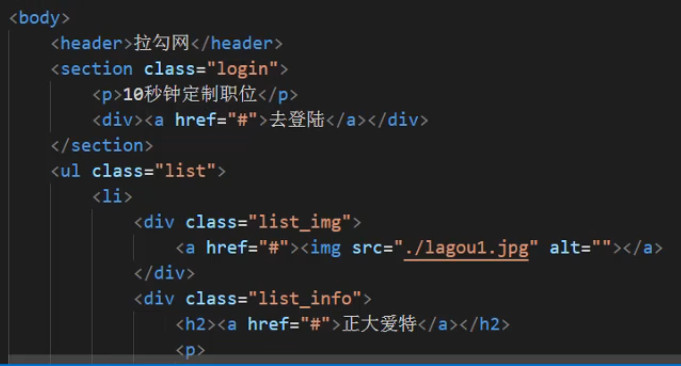 <body>
<header>拉勾网</header>
<section class="login">
<p>10秒钟定制职位</p>
<div><a href="#">去登陆</a></div>
</section>
<ul class="list">
<li>
<div class="list_img">
<a href="#"><img src="./lagou1.jpg" alt=""></a>
</div>
<div class="list_info">
<h2><a href="#">正大爱特</a></h2>
<p>